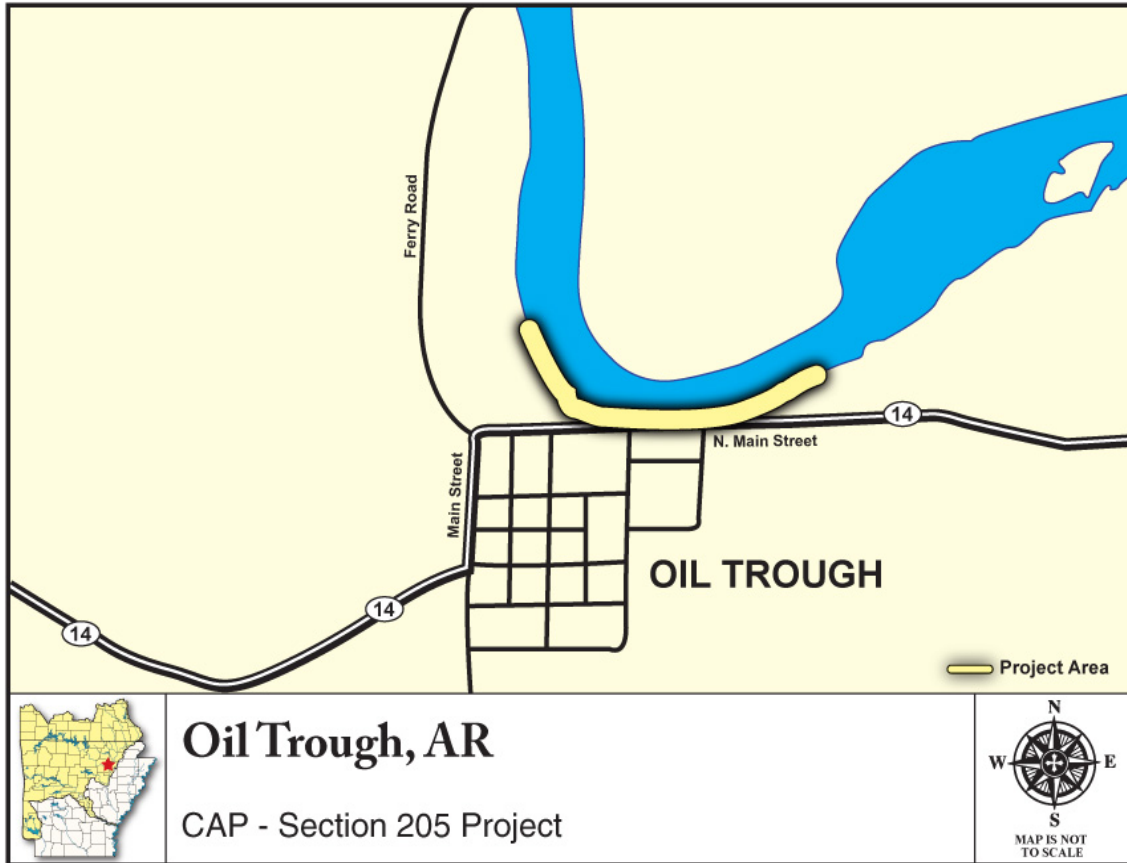 Ferry Road
14
N. Main Street
Main Street
OIL TROUGH
14
14
Project Area
Oil Trough, AR
CAP - Section 205 Project
N
W
E
S
MAP IS NOT
TO SCALE